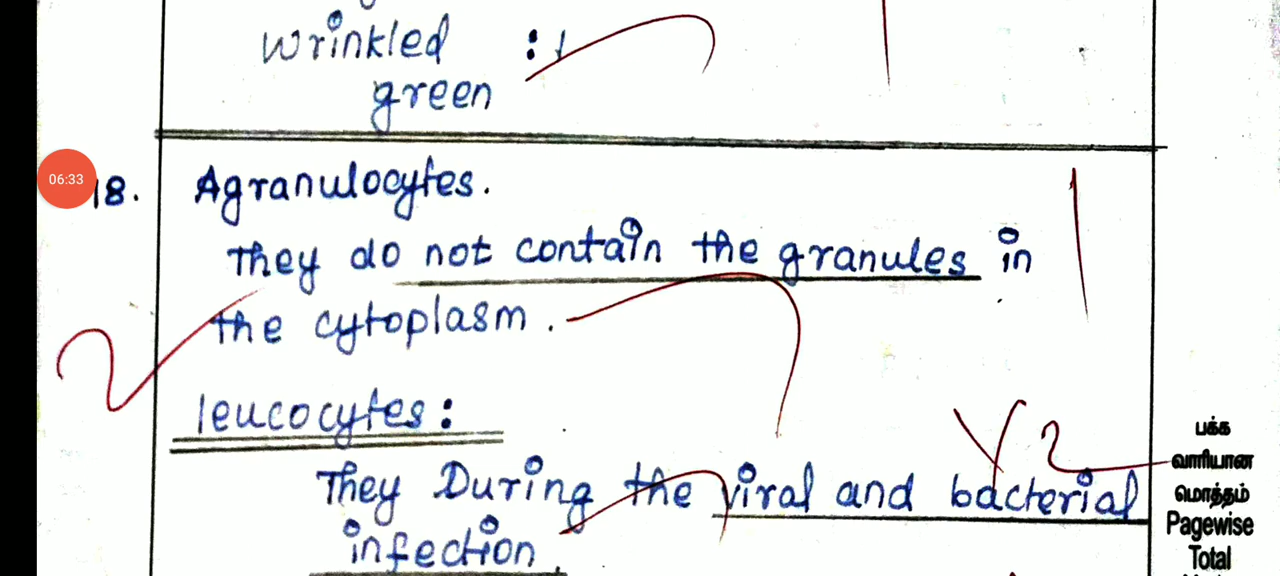 wrinkled : 1
green
06:33
18. Agranulocytes.
They do not contain the granules in
the cytoplasm.
leucocytes:
They During the viral and bacterial
infection.
பக்க
வாரியான
மொத்தம்
Pagewise
Total